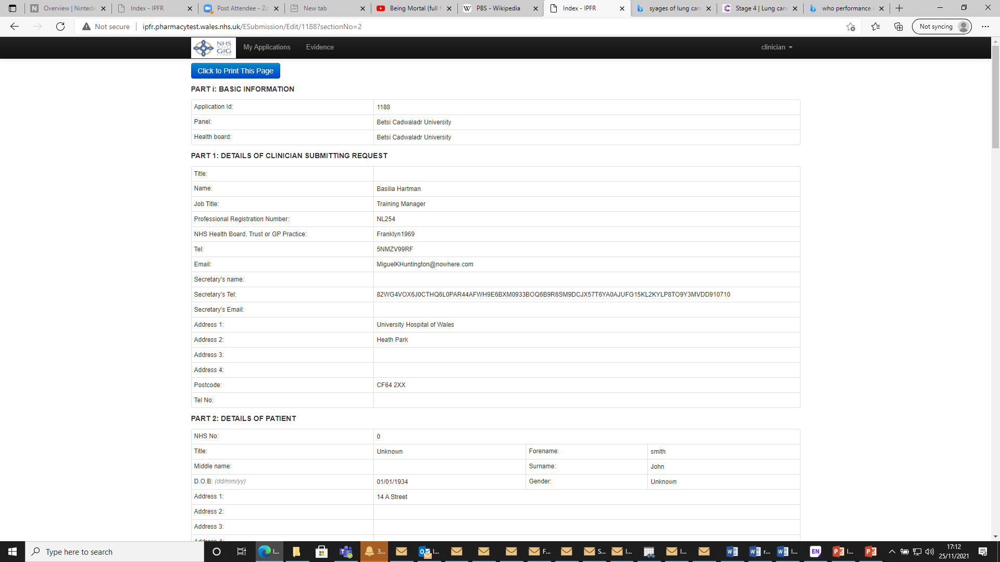 Overview | Ninteda
Index - IPFR
Post Attendee - Zo
New tab
Being Mortal (full f
PBS - Wikipedia
Index - IPFR
syages of lung can
Stage 4 | Lung can
who performance s
Not secure
ipfr.pharmacytest.wales.nhs.uk/ESubmission/Edit/1188?sectionNo=2
Not syncing
NHS WALES GIG CYMRU
My Applications
Evidence
clinician
Click to Print This Page
PART i: BASIC INFORMATION
Application Id: 1188
Panel: Betsi Cadwaladr University
Health board: Betsi Cadwaladr University
PART 1: DETAILS OF CLINICIAN SUBMITTING REQUEST
Title:
Name: Basilia Hartman
Job Title: Training Manager
Professional Registration Number: NL254
NHS Health Board, Trust or GP Practice: Franklyn1969
Tel: 5NMZV99RF
Email: MiguelKHuntington@nowhere.com
Secretary's name:
Secretary's Tel: 82WG4VOX6J0CTHQ6L0PAR44AFWH9E6BXM0933BOQ6B9R6SM9DCJX57T6YA0AJUFG15KL2KYLP8TO9Y3MVDD910710
Secretary's Email:
Address 1: University Hospital of Wales
Address 2: Heath Park
Address 3:
Address 4:
Postcode: CF64 2XX
Tel No:
PART 2: DETAILS OF PATIENT
NHS No: 0
Title: Unknown Forename: smith
Middle name: Surname: John
D.O.B: (dd/mm/yy) 01/01/1934 Gender: Unknown
Address 1: 14 A Street
Address 2:
Address 3:
Address 4:
Type here to search
I...
3...
I...
F...
S...
I...
I...
r...
I...
EN
I...
17:12
25/11/2021